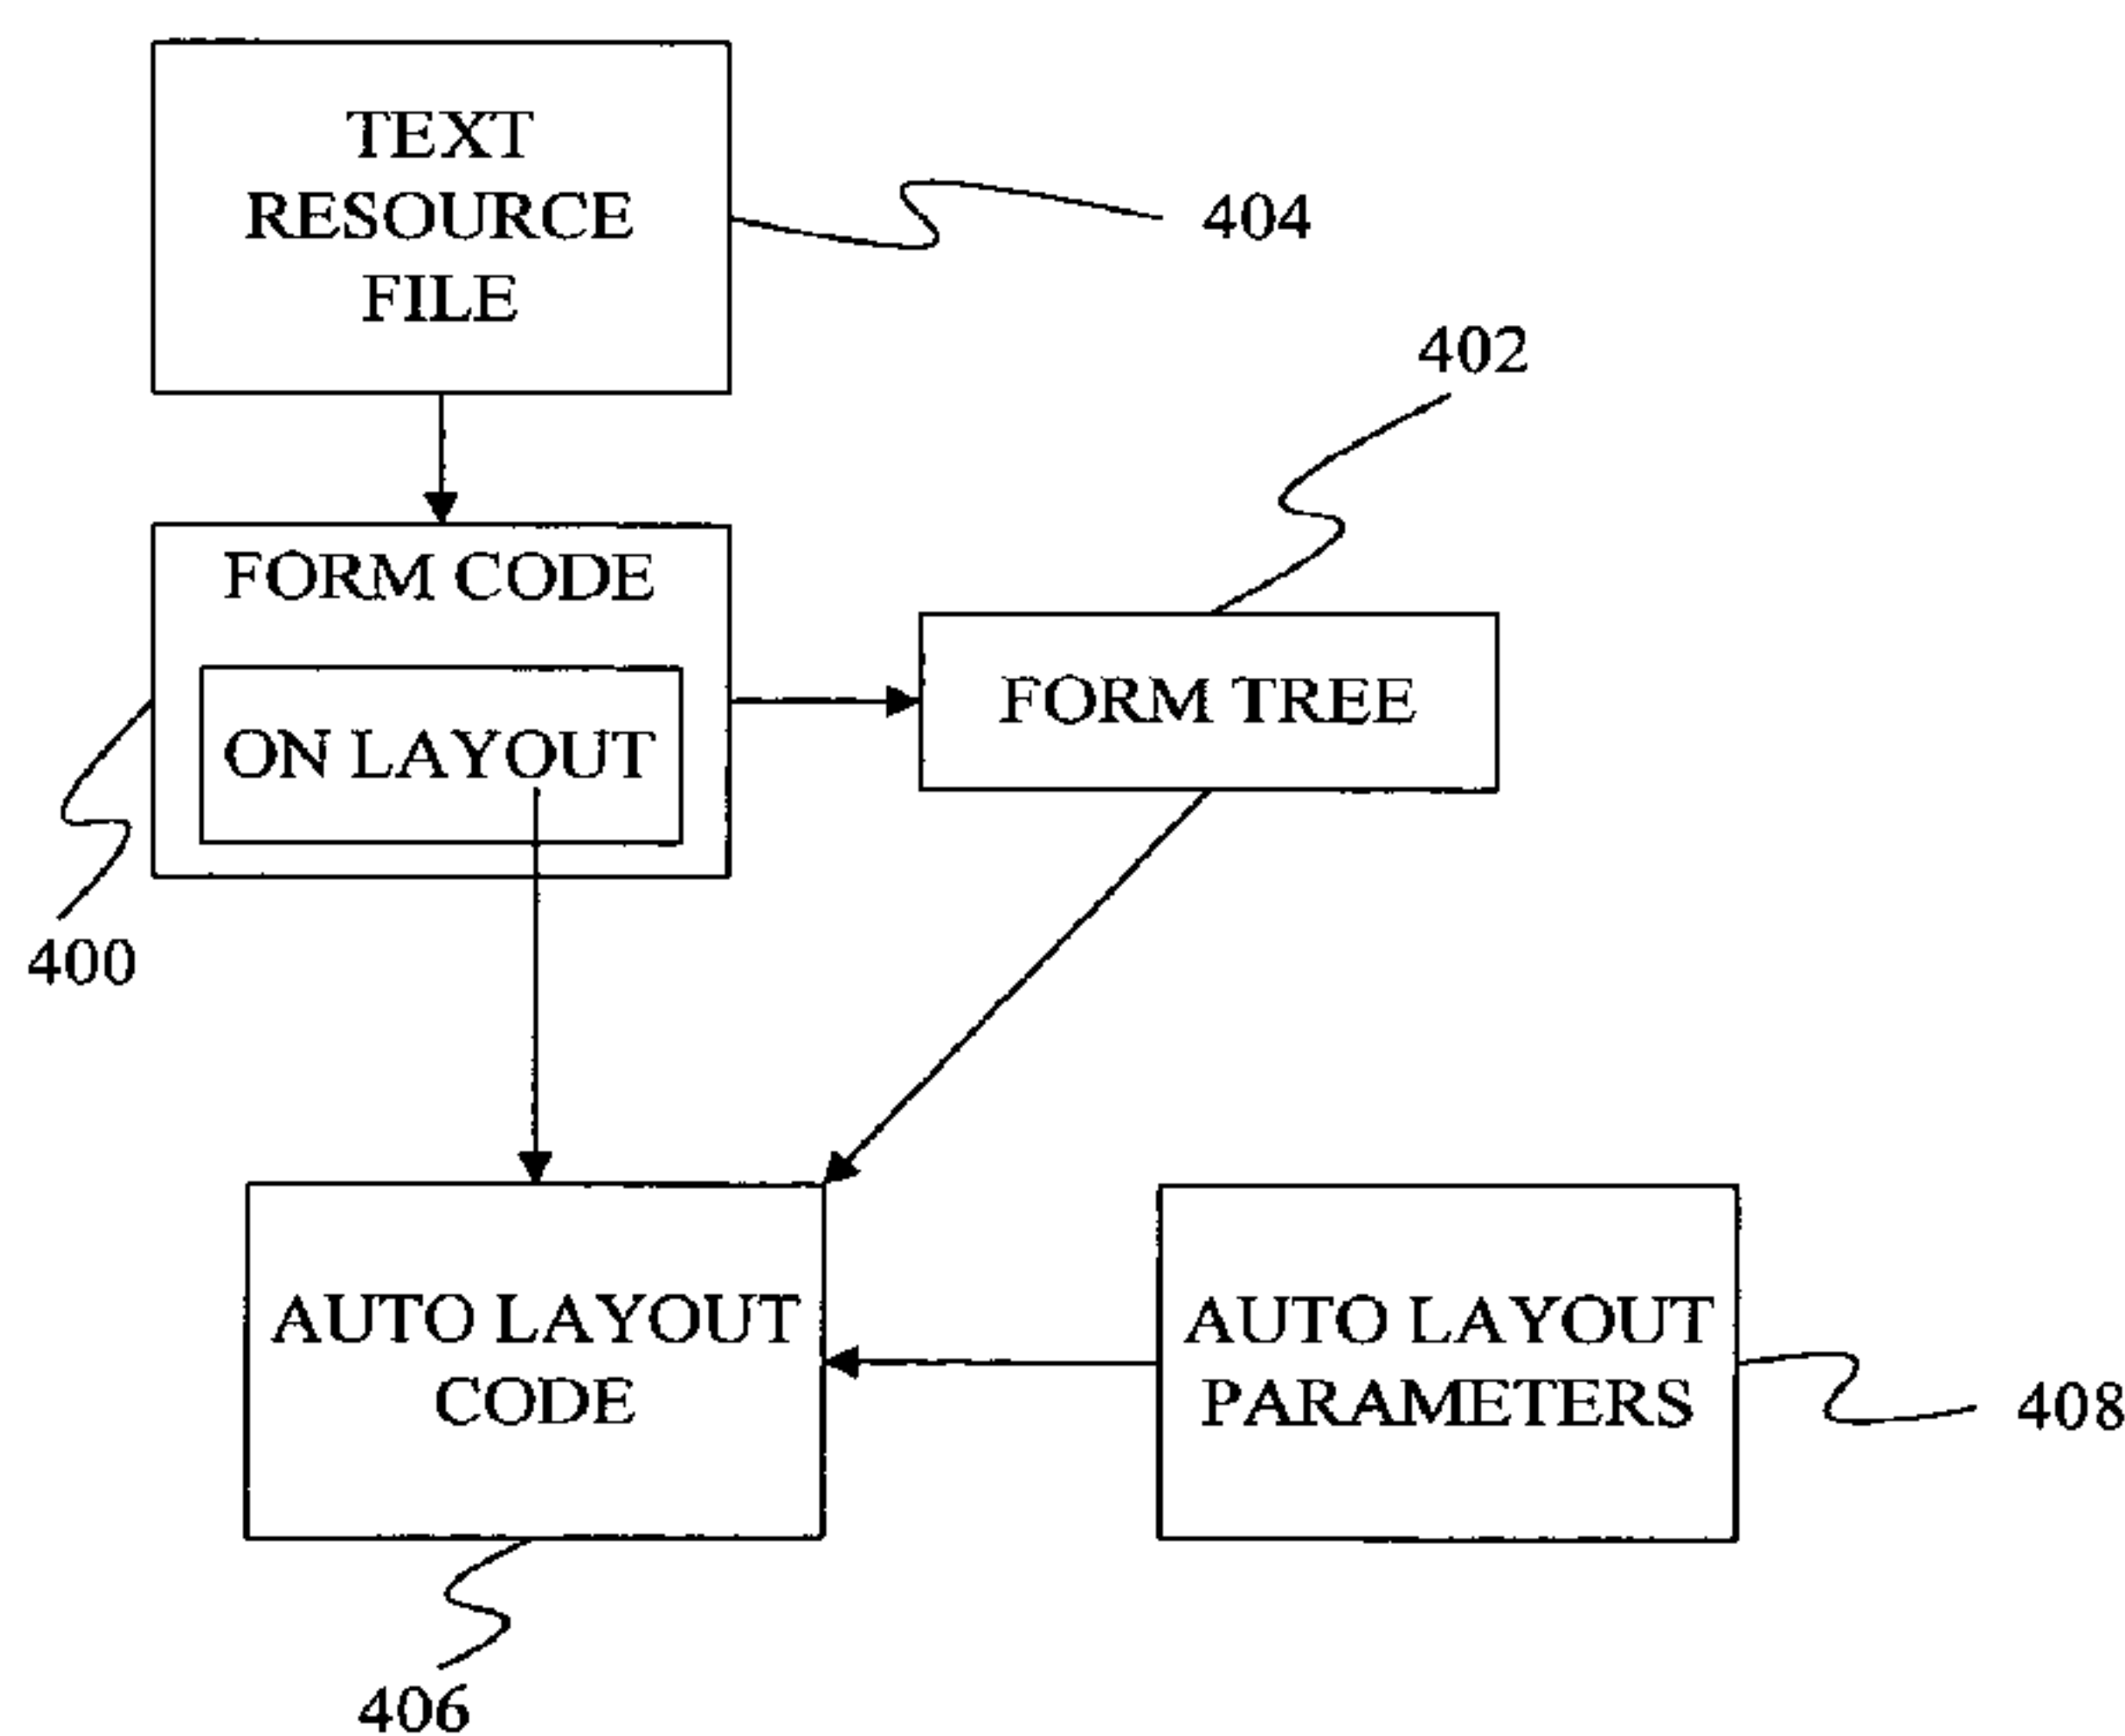 TEXT
RESOURCE
FILE
404
402
FORM CODE
FORM TREE
ON LAYOUT
400
AUTO LAYOUT
CODE
AUTO LAYOUT
PARAMETERS
408
406